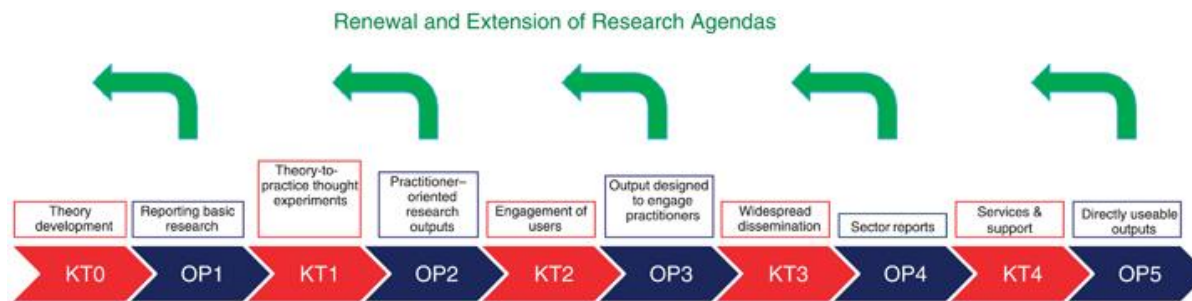 Renewal and Extension of Research Agendas
Theory
development
Reporting basic
research
Theory-to-
practice thought
experiments
Practitioner–
oriented
research
outputs
Engagement of
users
Output designed
to engage
practitioners
Widespread
dissemination
Sector reports
Services &
support
Directly useable
outputs
KT0
OP1
KT1
OP2
KT2
OP3
KT3
OP4
KT4
OP5